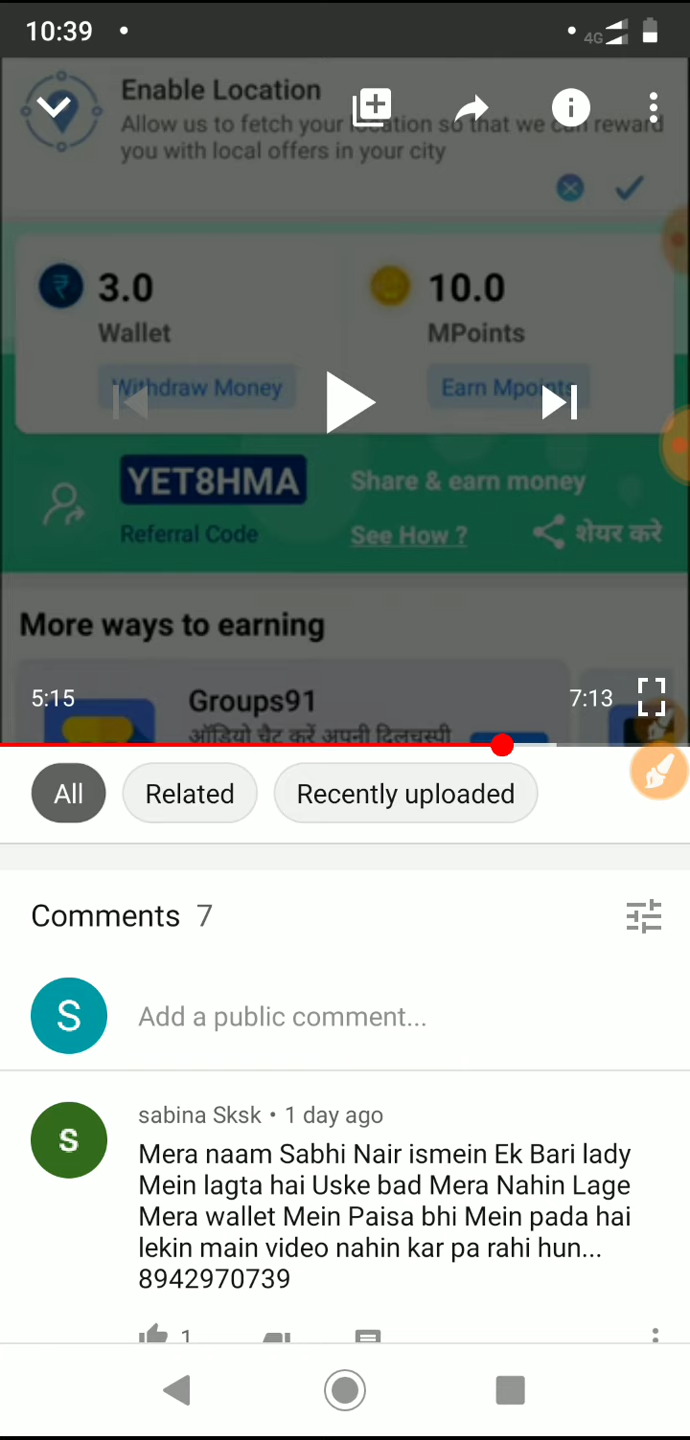 10:39
4G
Enable Location
Allow us to fetch your location so that we can reward
you with local offers in your city
3.0
10.0
Wallet
MPoints
Withdraw Money
Earn Mpoints
YET8HMA
Share & earn money
Referral Code
See How ?
शेयर करे
More ways to earning
5:15
Groups91
7:13
ऑडियो चैट करें अपनी दिलचस्पी
All
Related
Recently uploaded
Comments 7
S
Add a public comment...
sabina Sksk • 1 day ago
s
Mera naam Sabhi Nair ismein Ek Bari lady
Mein lagta hai Uske bad Mera Nahin Lage
Mera wallet Mein Paisa bhi Mein pada hai
lekin main video nahin kar pa rahi hun...
8942970739
1